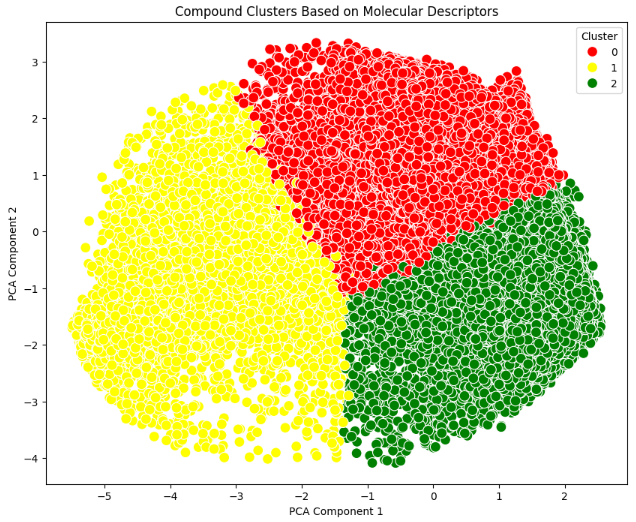 Compound Clusters Based on Molecular Descriptors
Cluster
0
1
2
3
2
1
0
−1
−2
−3
−4
PCA Component 2
−5 −4 −3 −2 −1 0 1 2
PCA Component 1